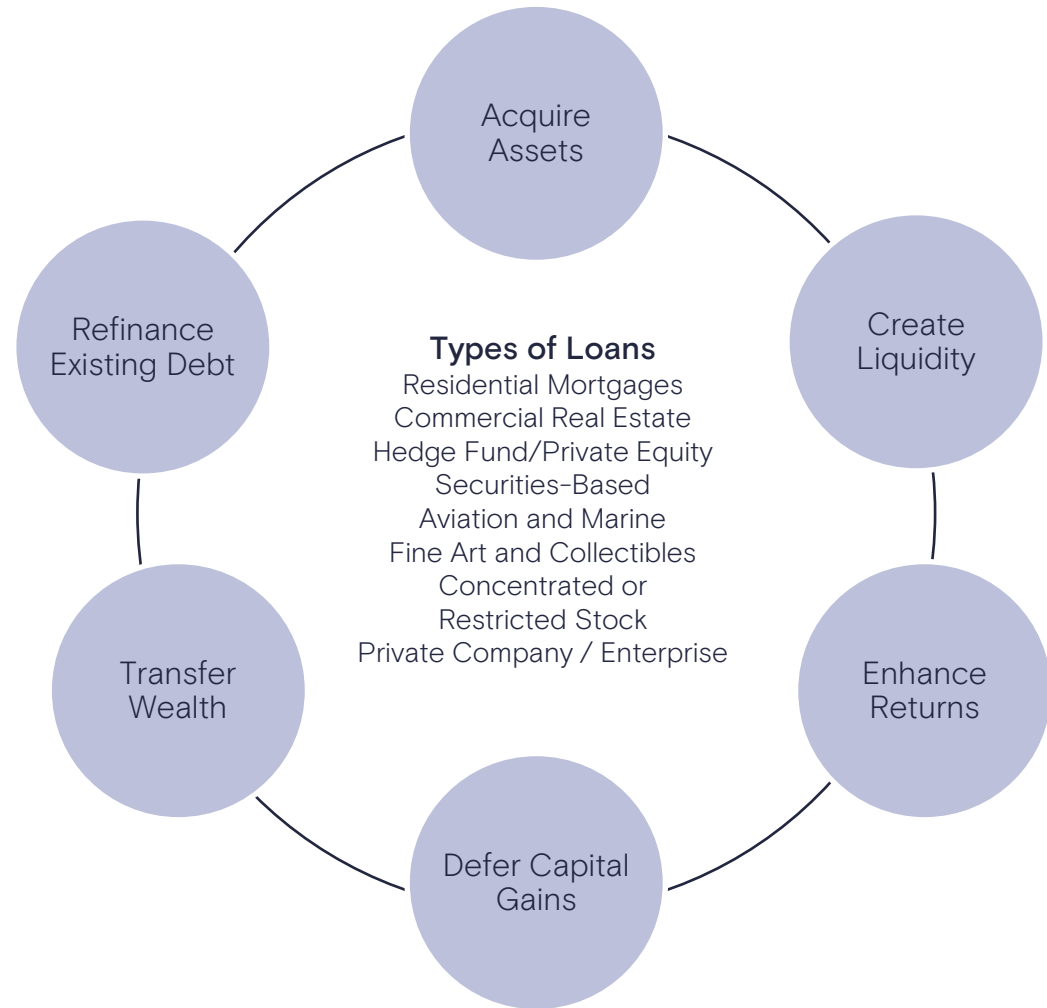 Acquire
Assets
Create
Liquidity
Refinance
Existing Debt
Types of Loans
Residential Mortgages
Commercial Real Estate
Hedge Fund/Private Equity
Securities-Based
Aviation and Marine
Fine Art and Collectibles
Concentrated or
Restricted Stock
Private Company / Enterprise
Transfer
Wealth
Enhance
Returns
Defer Capital
Gains